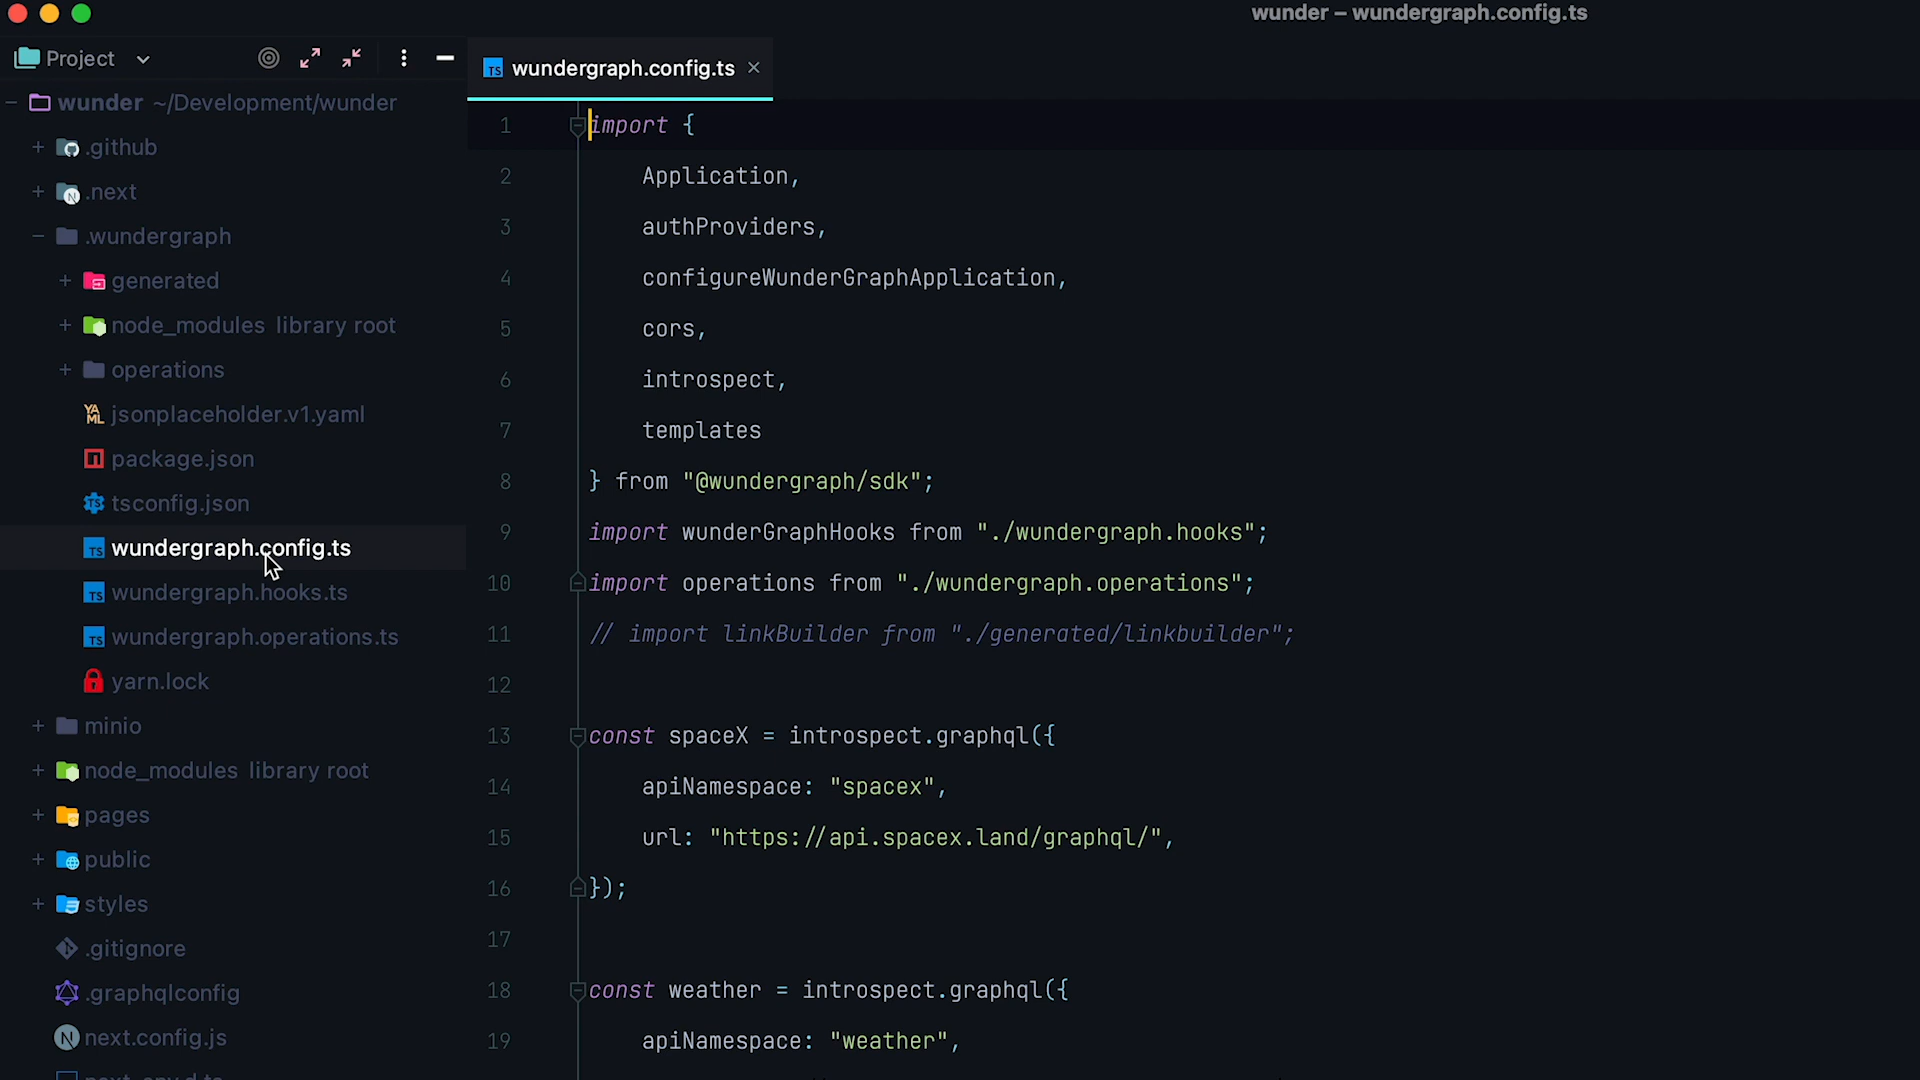 wunder – wundergraph.config.ts
Project
wundergraph.config.ts
wunder ~/Development/wunder
.github
.next
.wundergraph
generated
node_modules library root
operations
jsonplaceholder.v1.yaml
package.json
tsconfig.json
wundergraph.config.ts
wundergraph.hooks.ts
wundergraph.operations.ts
yarn.lock
minio
node_modules library root
pages
public
styles
.gitignore
.graphqlconfig
next.config.js
1 import {
2 Application,
3 authProviders,
4 configureWunderGraphApplication,
5 cors,
6 introspect,
7 templates
8 } from "@wundergraph/sdk";
9 import wunderGraphHooks from "./wundergraph.hooks";
10 import operations from "./wundergraph.operations";
11 // import linkBuilder from "./generated/linkbuilder";
12
13 const spaceX = introspect.graphql({
14 apiNamespace: "spacex",
15 url: "https://api.spacex.land/graphql/",
16 });
17
18 const weather = introspect.graphql({
19 apiNamespace: "weather",